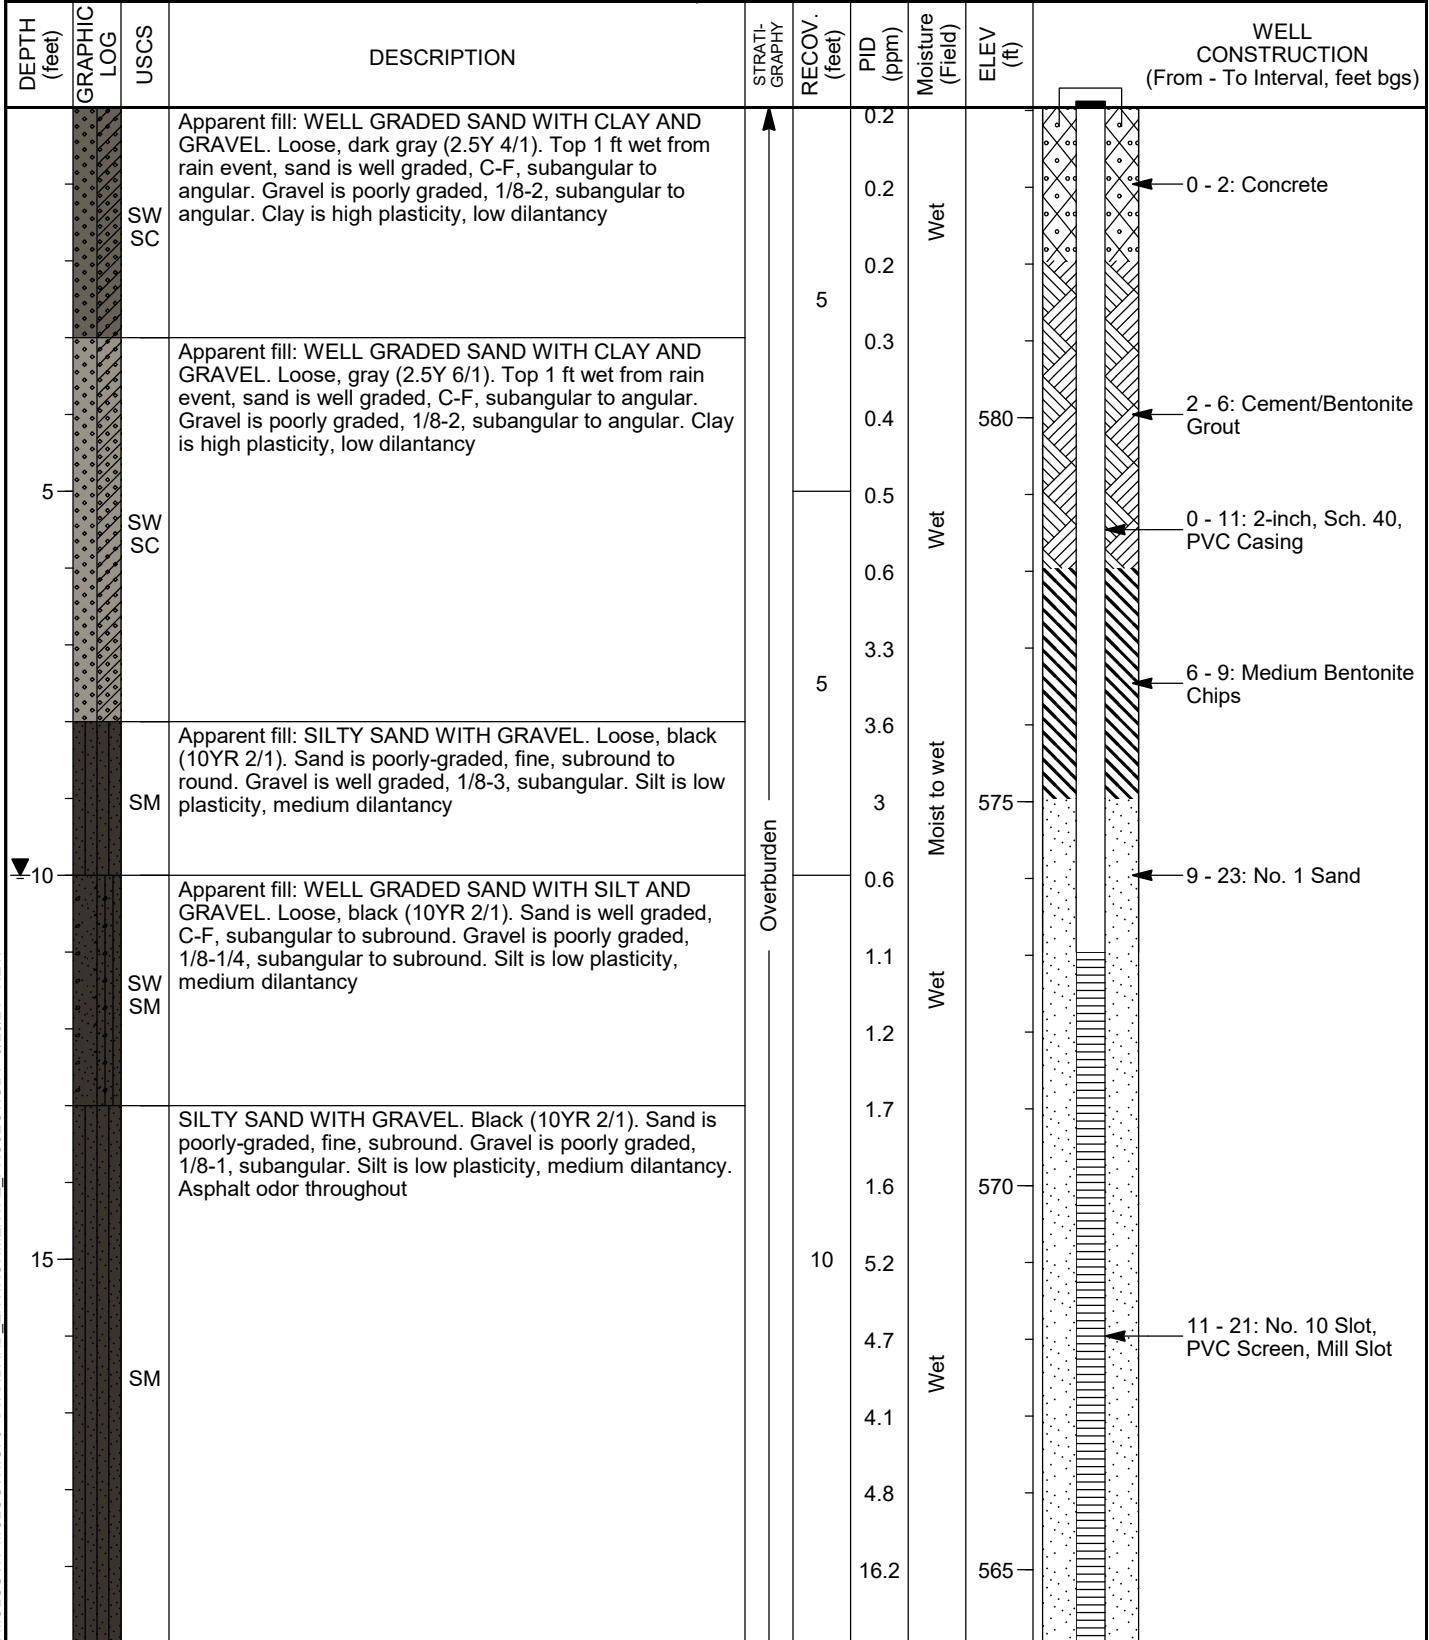 DEPTH
(feet)
GRAPHIC
LOG
USCS
DESCRIPTION
STRATI-
GRAPHY
RECOV.
(feet)
PID
(ppm)
Moisture
(Field)
ELEV
(ft)
WELL
CONSTRUCTION
(From - To Interval, feet bgs)
Apparent fill: WELL GRADED SAND WITH CLAY AND
GRAVEL. Loose, dark gray (2.5Y 4/1). Top 1 ft wet from
rain event, sand is well graded, C-F, subangular to
angular. Gravel is poorly graded, 1/8-2, subangular to
angular. Clay is high plasticity, low dilantancy
SW
SC
Apparent fill: WELL GRADED SAND WITH CLAY AND
GRAVEL. Loose, gray (2.5Y 6/1). Top 1 ft wet from rain
event, sand is well graded, C-F, subangular to angular.
Gravel is poorly graded, 1/8-2, subangular to angular. Clay
is high plasticity, low dilantancy
SW
SC
Apparent fill: SILTY SAND WITH GRAVEL. Loose, black
(10YR 2/1). Sand is poorly-graded, fine, subround to
round. Gravel is well graded, 1/8-3, subangular. Silt is low
plasticity, medium dilantancy
SM
Apparent fill: WELL GRADED SAND WITH SILT AND
GRAVEL. Loose, black (10YR 2/1). Sand is well graded,
C-F, subangular to subround. Gravel is poorly graded,
1/8-1/4, subangular to subround. Silt is low plasticity,
medium dilantancy
SW
SM
SILTY SAND WITH GRAVEL. Black (10YR 2/1). Sand is
poorly-graded, fine, subround. Gravel is poorly graded,
1/8-1, subangular. Silt is low plasticity, medium dilantancy.
Asphalt odor throughout
SM
5
10
15
Overburden
5
5
10
0.2
0.2
0.2
0.3
0.4
0.5
0.6
3.3
3.6
3
0.6
1.1
1.2
1.7
1.6
5.2
4.7
4.1
4.8
16.2
Wet
Wet
Moist to wet
Wet
Wet
580
575
570
565
0 - 2: Concrete
2 - 6: Cement/Bentonite
Grout
0 - 11: 2-inch, Sch. 40,
PVC Casing
6 - 9: Medium Bentonite
Chips
9 - 23: No. 1 Sand
11 - 21: No. 10 Slot,
PVC Screen, Mill Slot